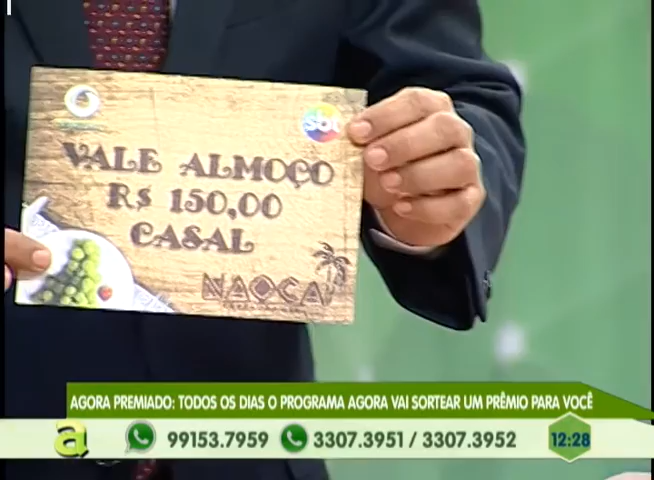 sbt
VALE ALMOÇO
R$ 150,00
CASAL
NAOCA
AGORA PREMIADO: TODOS OS DIAS O PROGRAMA AGORA VAI SORTEAR UM PRÊMIO PARA VOCÊ
a 99153.7959 3307.3951 / 3307.3952 12:28